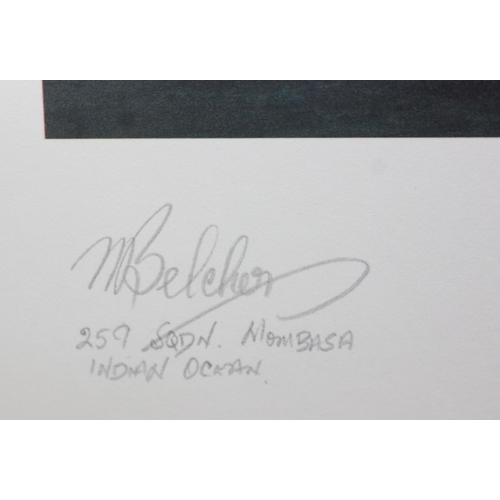 M Belcher
259 SQDN. MOMBASA
INDIAN OCEAN.